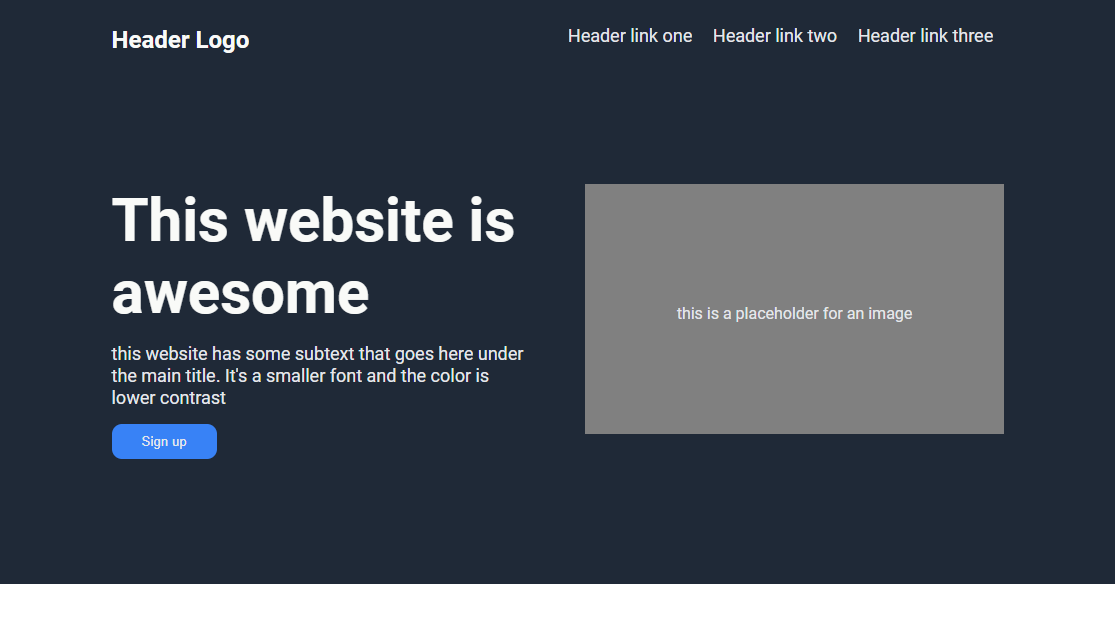 Header Logo
Header link one Header link two Header link three
This website is
awesome
this website has some subtext that goes here under
the main title. It's a smaller font and the color is
lower contrast
Sign up
this is a placeholder for an image